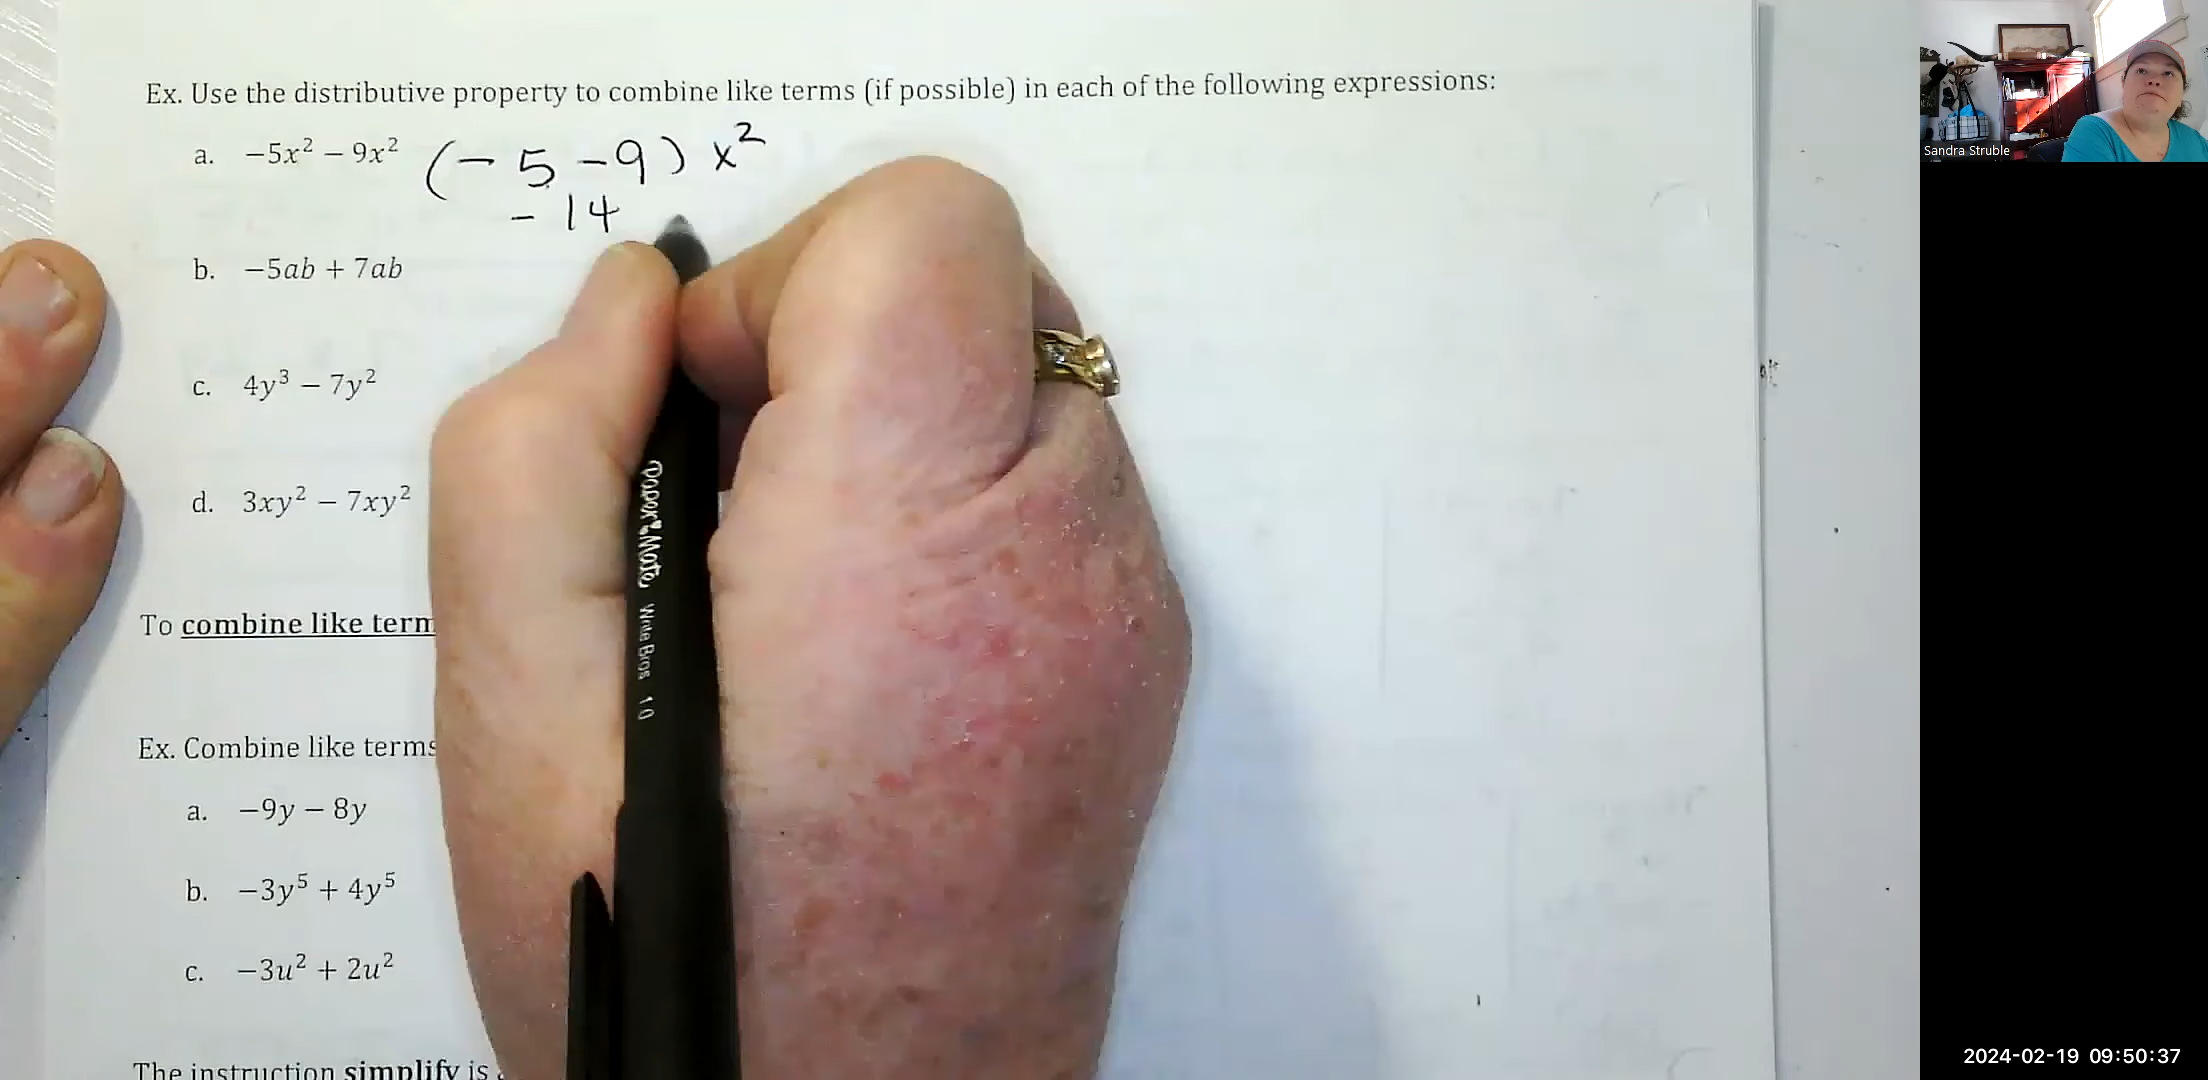 Ex. Use the distributive property to combine like terms (if possible) in each of the following expressions:
a. −5x² − 9x² (−5 −9) x²
−14
b. −5ab + 7ab
c. 4y³ − 7y²
d. 3xy² − 7xy²
To combine like term
Ex. Combine like terms
a. −9y − 8y
b. −3y⁵ + 4y⁵
c. −3u² + 2u²
The instruction simplify is
Paper Mate Write Bros 1.0
Sandra Struble
2024-02-19 09:50:37